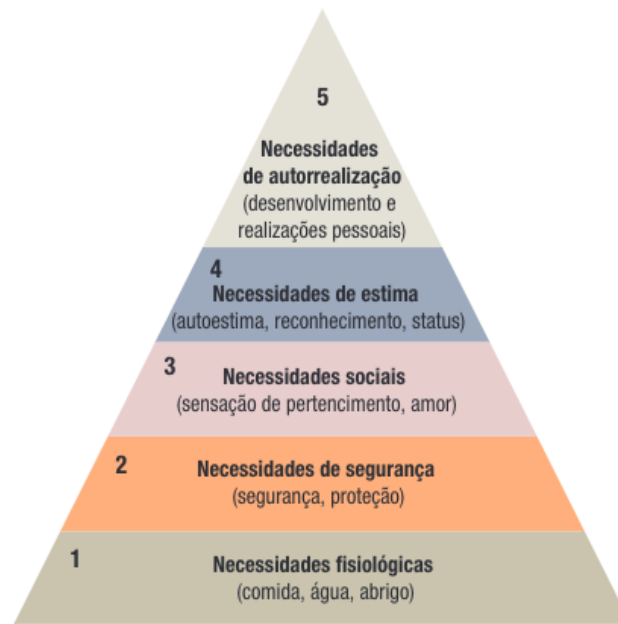 5
Necessidades
de autorrealização
(desenvolvimento e
realizações pessoais)
4
Necessidades de estima
(autoestima, reconhecimento, status)
3
Necessidades sociais
(sensação de pertencimento, amor)
2
Necessidades de segurança
(segurança, proteção)
1
Necessidades fisiológicas
(comida, água, abrigo)